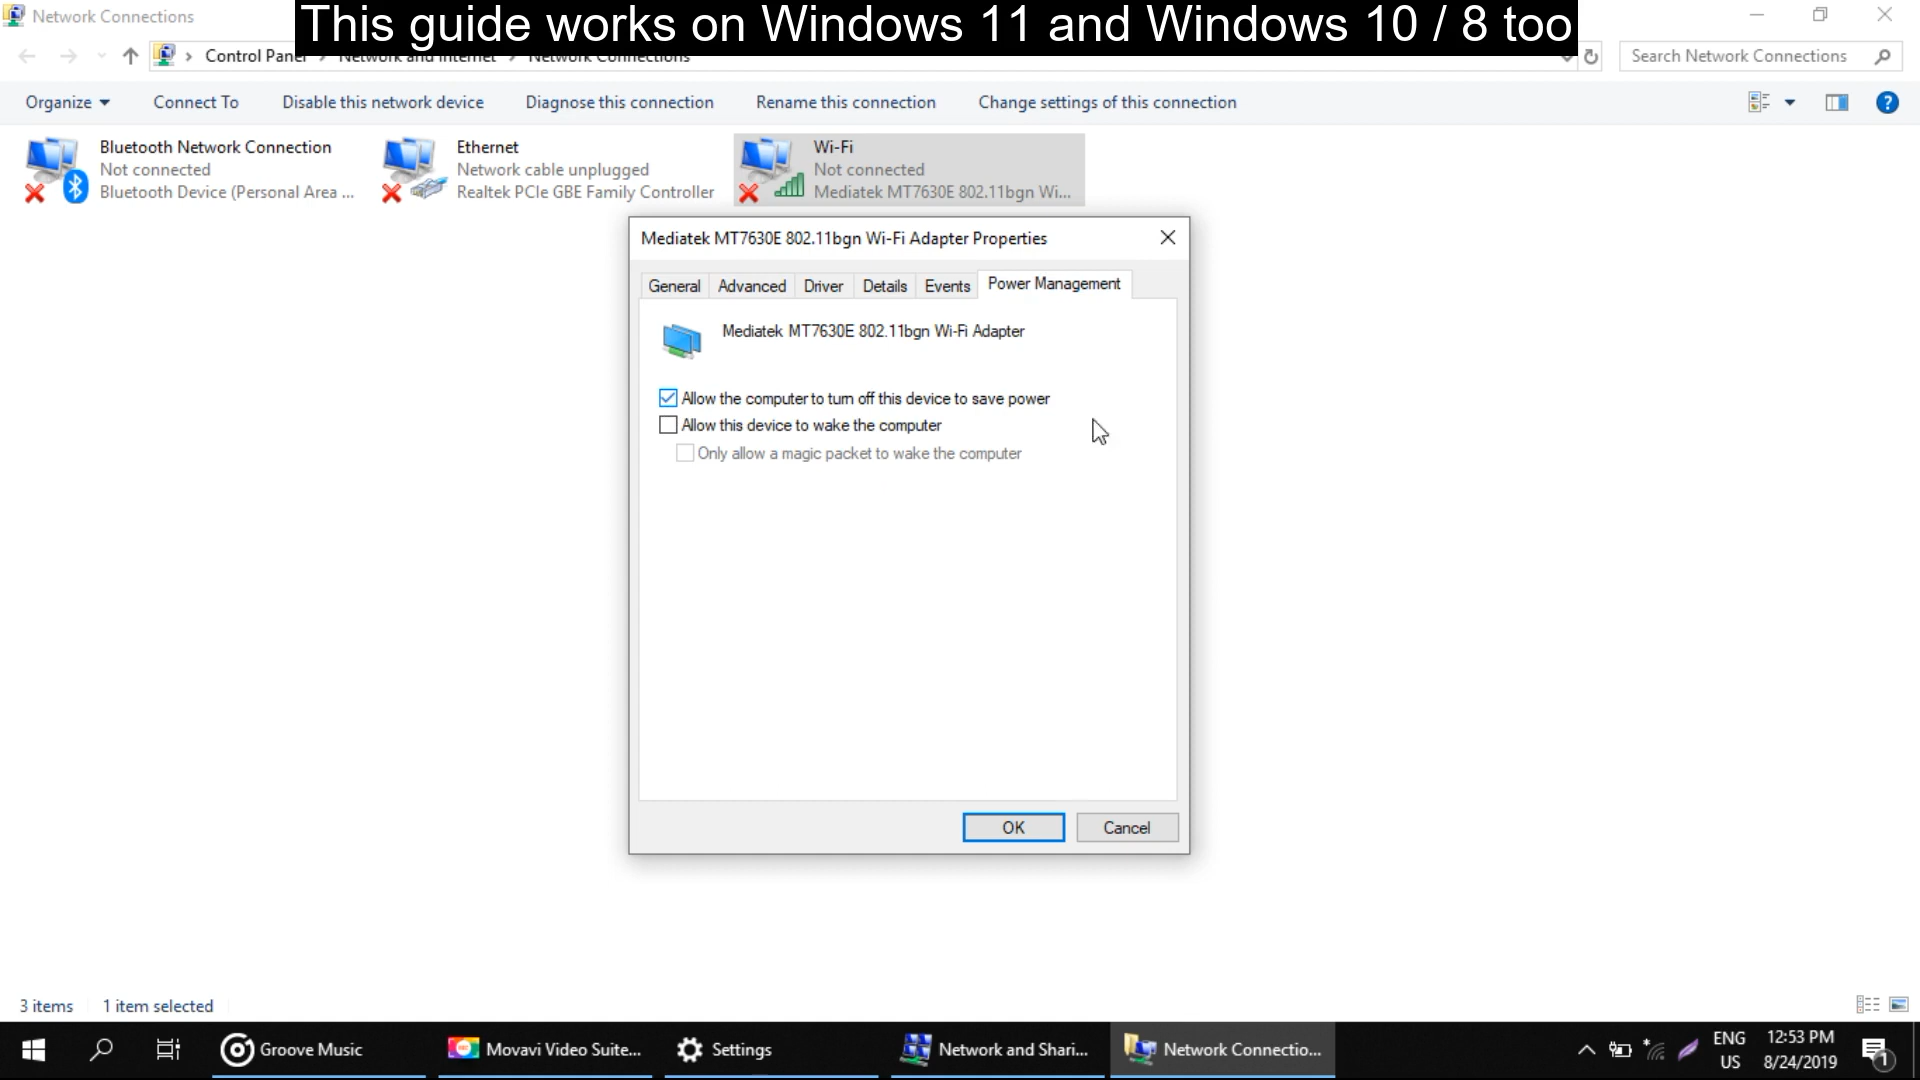 Network Connections
This guide works on Windows 11 and Windows 10 / 8 too
Control Panel > Network and Internet > Network Connections
Search Network Connections
Organize
Connect To
Disable this network device
Diagnose this connection
Rename this connection
Change settings of this connection
Bluetooth Network Connection
Not connected
Bluetooth Device (Personal Area ...
Ethernet
Network cable unplugged
Realtek PCIe GBE Family Controller
Wi-Fi
Not connected
Mediatek MT7630E 802.11bgn Wi...
Mediatek MT7630E 802.11bgn Wi-Fi Adapter Properties
General
Advanced
Driver
Details
Events
Power Management
Mediatek MT7630E 802.11bgn Wi-Fi Adapter
Allow the computer to turn off this device to save power
Allow this device to wake the computer
Only allow a magic packet to wake the computer
OK
Cancel
3 items
1 item selected
Groove Music
Movavi Video Suite...
Settings
Network and Shari...
Network Connectio...
ENG
US
12:53 PM
8/24/2019
1